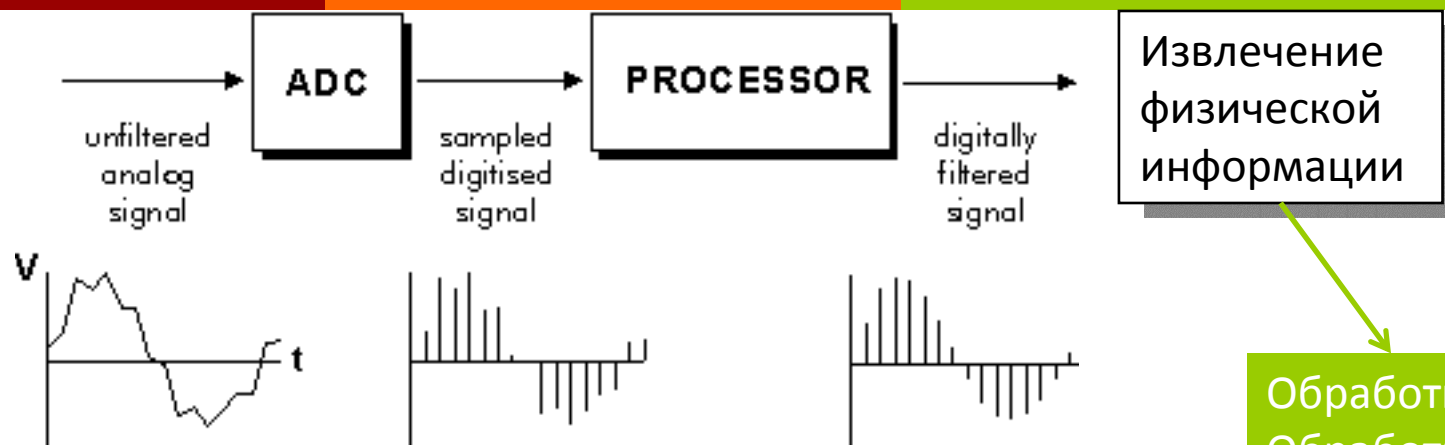 ADC
PROCESSOR
Извлечение
физической
информации
unfiltered
analog
signal
sampled
digitised
signal
digitally
filtered
signal
V
t